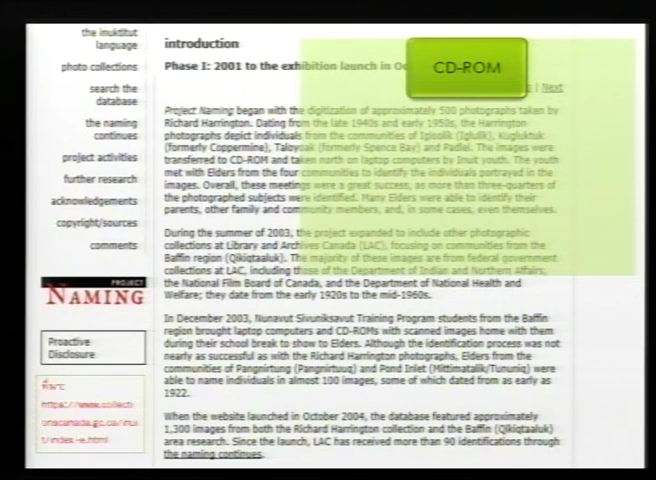 the inuktitut
language
photo collections
search the
database
the naming
continues
project activities
further research
acknowledgements
copyright/sources
comments
PROJECT
NAMING
Proactive
Disclosure
ที่มา:
https://www.collecti
onscanada.gc.ca/inui
t/index-e.html
introduction
Phase I: 2001 to the exhibition launch in Oc
CD-ROM
| Next
Project Naming began with the digitization of approximately 500 photographs taken by
Richard Harrington. Dating from the late 1940s and early 1950s, the Harrington
photographs depict individuals from the communities of Igloolik (Iglulik), Kugluktuk
(formerly Coppermine), Taloyoak (formerly Spence Bay) and Padlei. The images were
transferred to CD-ROM and taken north on laptop computers by Inuit youth. The youth
met with Elders from the four communities to identify the individuals portrayed in the
images. Overall, these meetings were a great success, as more than three-quarters of
the photographed subjects were identified. Many Elders were able to identify their
parents, other family and community members, and, in some cases, even themselves.
During the summer of 2003, the project expanded to include other photographic
collections at Library and Archives Canada (LAC), focusing on communities from the
Baffin region (Qikiqtaaluk). The majority of these images are from federal government
collections at LAC, including those of the Department of Indian and Northern Affairs,
the National Film Board of Canada, and the Department of National Health and
Welfare; they date from the early 1920s to the mid-1960s.
In December 2003, Nunavut Sivuniksavut Training Program students from the Baffin
region brought laptop computers and CD-ROMs with scanned images home with them
during their school break to show to Elders. Although the identification process was not
nearly as successful as with the Richard Harrington photographs, Elders from the
communities of Pangnirtung (Pangnirtuuq) and Pond Inlet (Mittimatalik/Tununiq) were
able to name individuals in almost 100 images, some of which dated from as early as
1922.
When the website launched in October 2004, the database featured approximately
1,300 images from both the Richard Harrington collection and the Baffin (Qikiqtaaluk)
area research. Since the launch, LAC has received more than 90 identifications through
the naming continues.